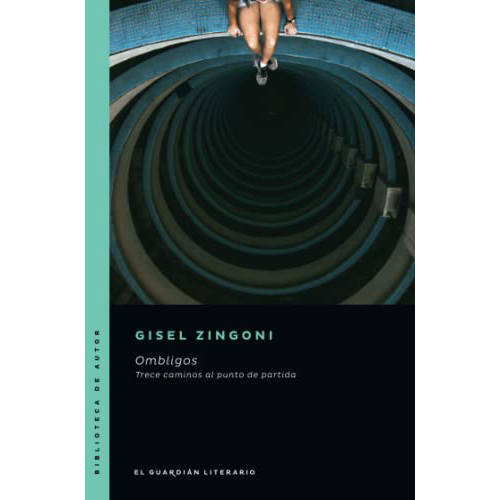 GISEL ZINGONI
Ombligos
Trece caminos al punto de partida
EL GUARDIÁN LITERARIO
BIBLIOTECA DE AUTOR